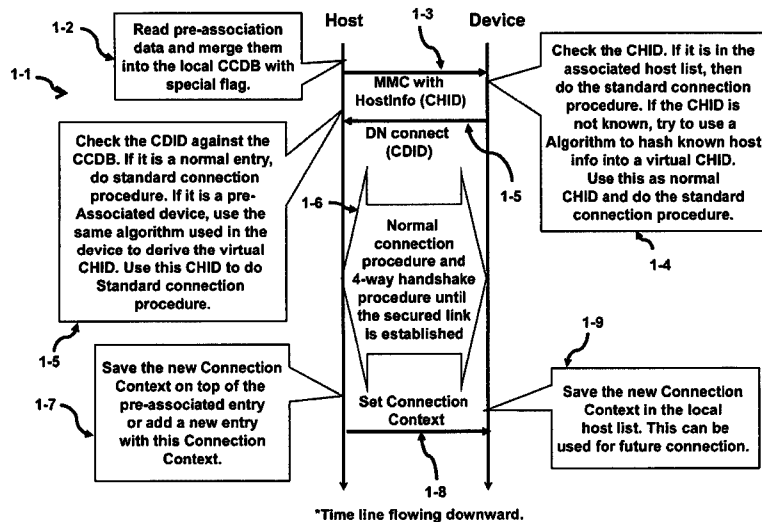 Host
Device
1-2
Read pre-association
data and merge them
into the local CCDB with
special flag.
1-1
1-3
MMC with
HostInfo (CHID)
Check the CHID. If it is in the
associated host list, then
do the standard connection
procedure. If the CHID is
not known, try to use a
Algorithm to hash known host
info into a virtual CHID.
Use this as normal
CHID and do the standard
connection procedure.
1-4
DN connect
(CDID)
1-5
Check the CDID against the
CCDB. If it is a normal entry,
do standard connection
procedure. If it is a pre-
Associated device, use the
same algorithm used in the
device to derive the virtual
CHID. Use this CHID to do
Standard connection
procedure.
1-5
1-6
Normal
connection
procedure and
4-way handshake
procedure until
the secured link
is established
1-7
Save the new Connection
Context on top of the
pre-associated entry
or add a new entry
with this Connection
Context.
Set Connection
Context
1-8
1-9
Save the new Connection
Context in the local
host list. This can be
used for future connection.
*Time line flowing downward.